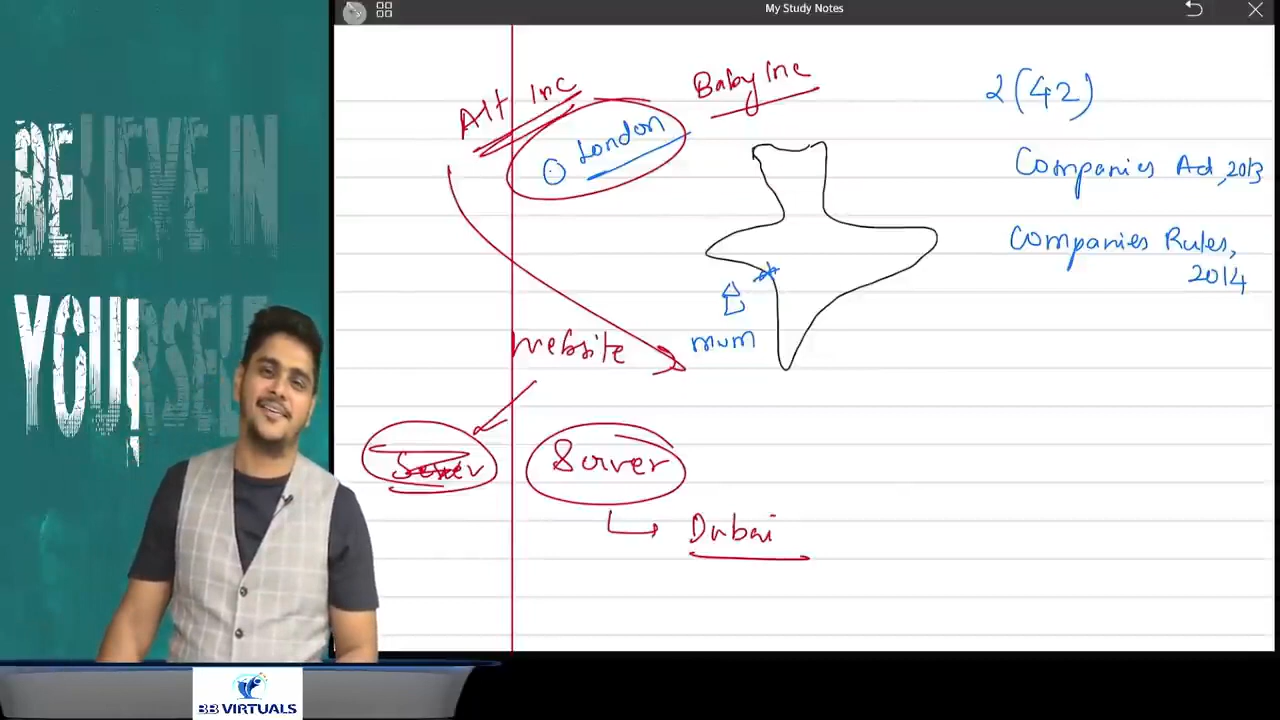 My Study Notes
BELIEVE IN
YOURSELF
Alt Inc
Baby Inc
London
2(42)
Companies Act, 2013
Companies Rules,
2014
mum
website
Server
Server
Dubai
BB VIRTUALS